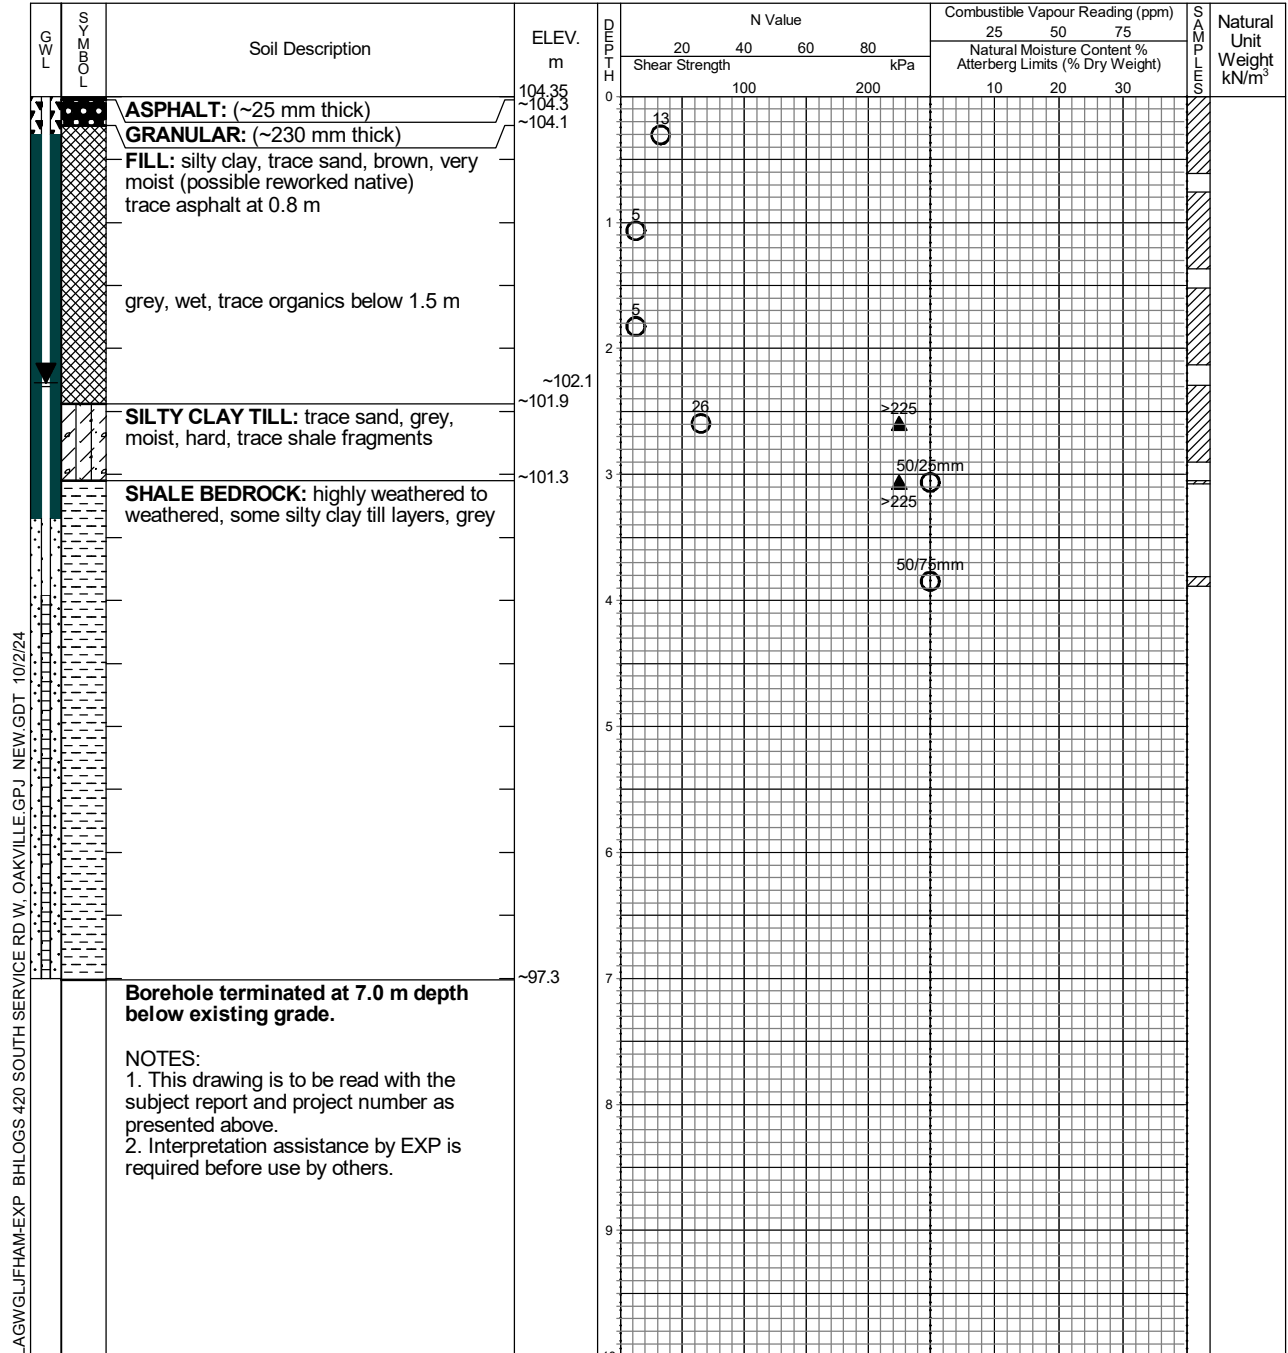 GWL
SYMBOL
Soil Description
ELEV.
m
DEPTH
N Value
20 40 60 80
Shear Strength kPa
100 200
Combustible Vapour Reading (ppm)
25 50 75
Natural Moisture Content %
Atterberg Limits (% Dry Weight)
10 20 30
SAMPLES
Natural
Unit
Weight
kN/m³
104.35
0
ASPHALT: (~25 mm thick)
~104.3
GRANULAR: (~230 mm thick)
~104.1
13
FILL: silty clay, trace sand, brown, very
moist (possible reworked native)
trace asphalt at 0.8 m
1
5
grey, wet, trace organics below 1.5 m
5
2
~102.1
~101.9
SILTY CLAY TILL: trace sand, grey,
moist, hard, trace shale fragments
26
>225
~101.3
3
50/25mm
>225
SHALE BEDROCK: highly weathered to
weathered, some silty clay till layers, grey
50/75mm
4
5
6
7
~97.3
Borehole terminated at 7.0 m depth
below existing grade.
NOTES:
1. This drawing is to be read with the
subject report and project number as
presented above.
2. Interpretation assistance by EXP is
required before use by others.
8
9
LAGWGLJFHAM-EXP BHLOGS 420 SOUTH SERVICE RD W, OAKVILLE.GPJ NEW.GDT 10/2/24